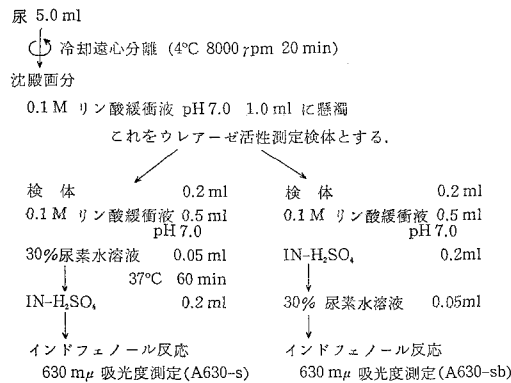 尿 5.0 ml
冷却遠心分離 (4°C 8000 rpm 20 min)
沈殿画分
0.1 M リン酸緩衝液 pH 7.0 1.0 ml に懸濁
これをウレアーゼ活性測定検体とする.
検 体 0.2 ml
0.1 M リン酸緩衝液 0.5 ml
pH 7.0
30%尿素水溶液 0.05 ml
37°C 60 min
IN-H₂SO₄ 0.2 ml
インドフェノール反応
630 mμ 吸光度測定(A630-s)
検 体 0.2 ml
0.1 M リン酸緩衝液 0.5 ml
pH 7.0
IN-H₂SO₄ 0.2ml
30% 尿素水溶液 0.05ml
インドフェノール反応
630 mμ 吸光度測定(A630-sb)